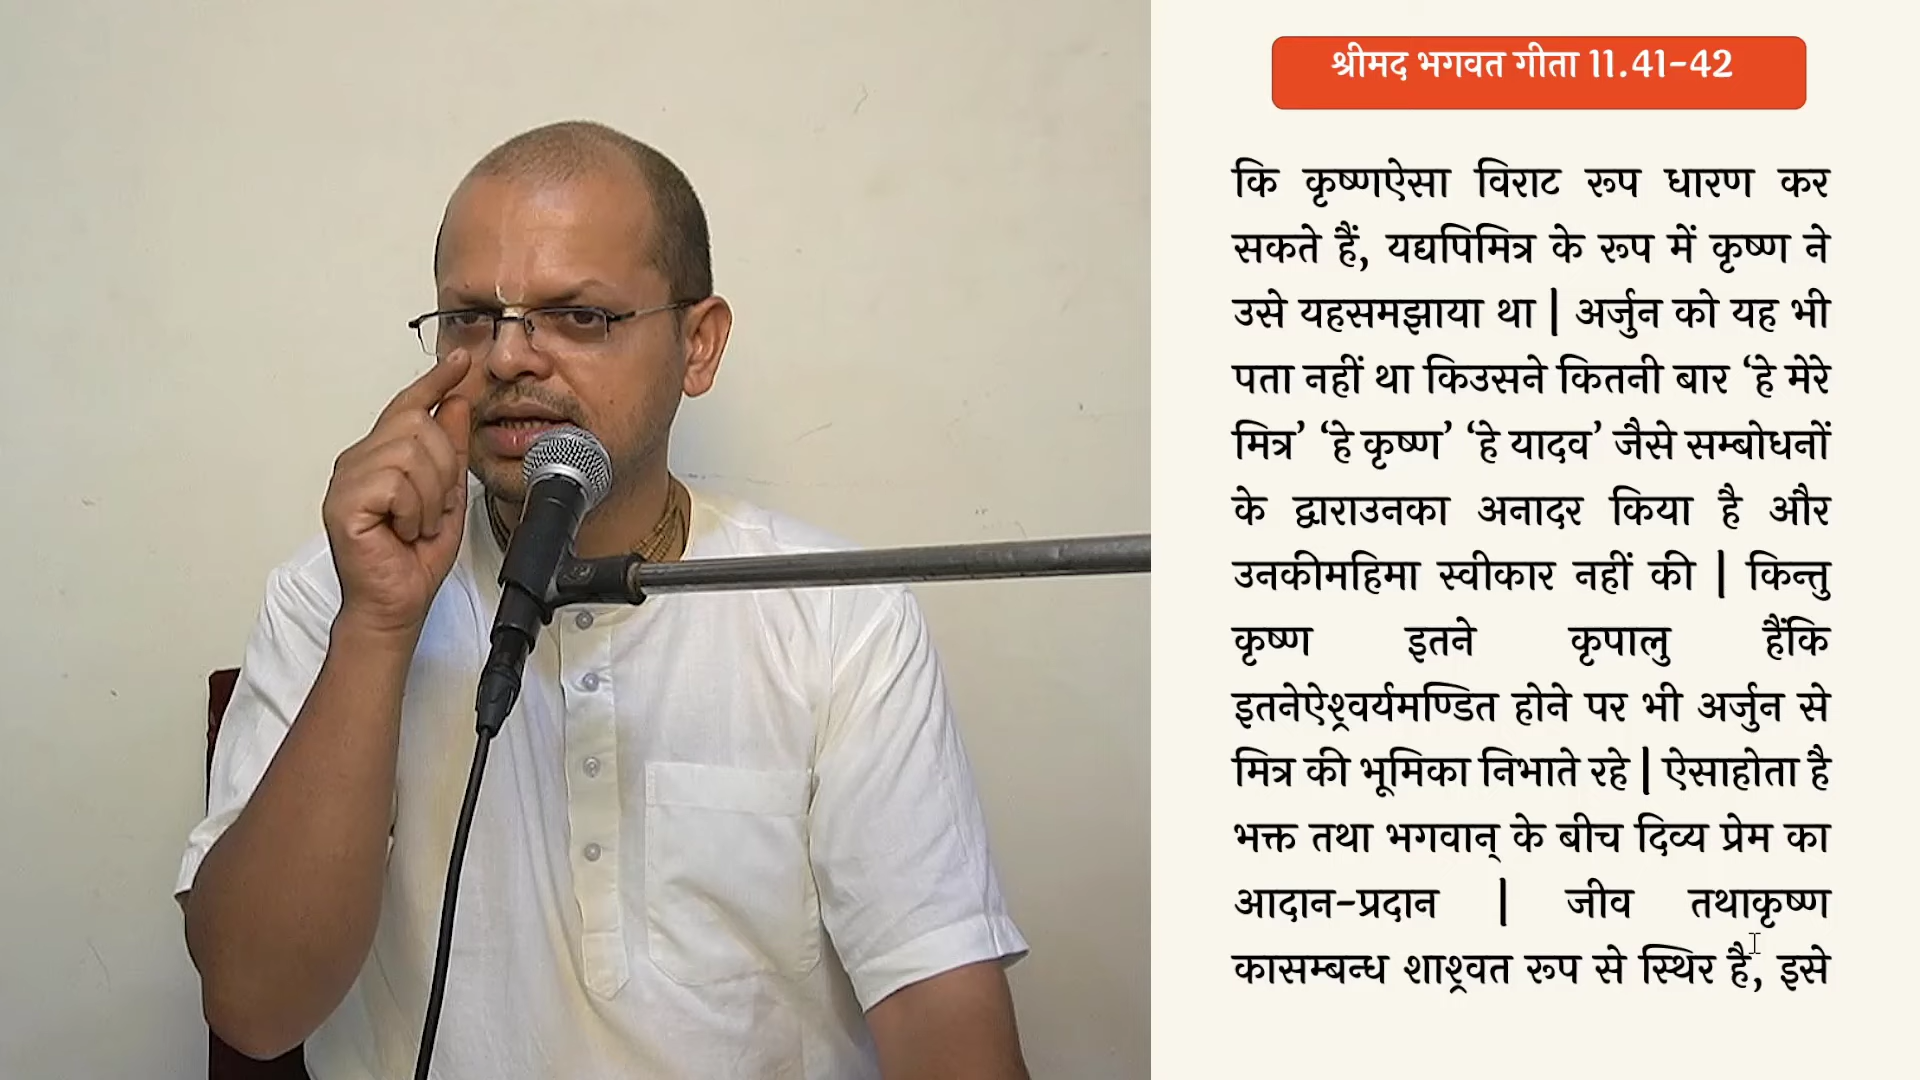 श्रीमद भगवत गीता 11.41-42
कि कृष्णऐसा विराट रूप धारण कर
सकते हैं, यद्यपिमित्र के रूप में कृष्ण ने
उसे यहसमझाया था | अर्जुन को यह भी
पता नहीं था किउसने कितनी बार ‘हे मेरे
मित्र’ ‘हे कृष्ण’ ‘हे यादव’ जैसे सम्बोधनों
के द्वाराउनका अनादर किया है और
उनकीमहिमा स्वीकार नहीं की | किन्तु
कृष्ण इतने कृपालु हैंकि
इतनेऐश्र्वर्यमण्डित होने पर भी अर्जुन से
मित्र की भूमिका निभाते रहे | ऐसाहोता है
भक्त तथा भगवान् के बीच दिव्य प्रेम का
आदान-प्रदान | जीव तथाकृष्ण
कासम्बन्ध शाश्र्वत रूप से स्थिर है, इसे